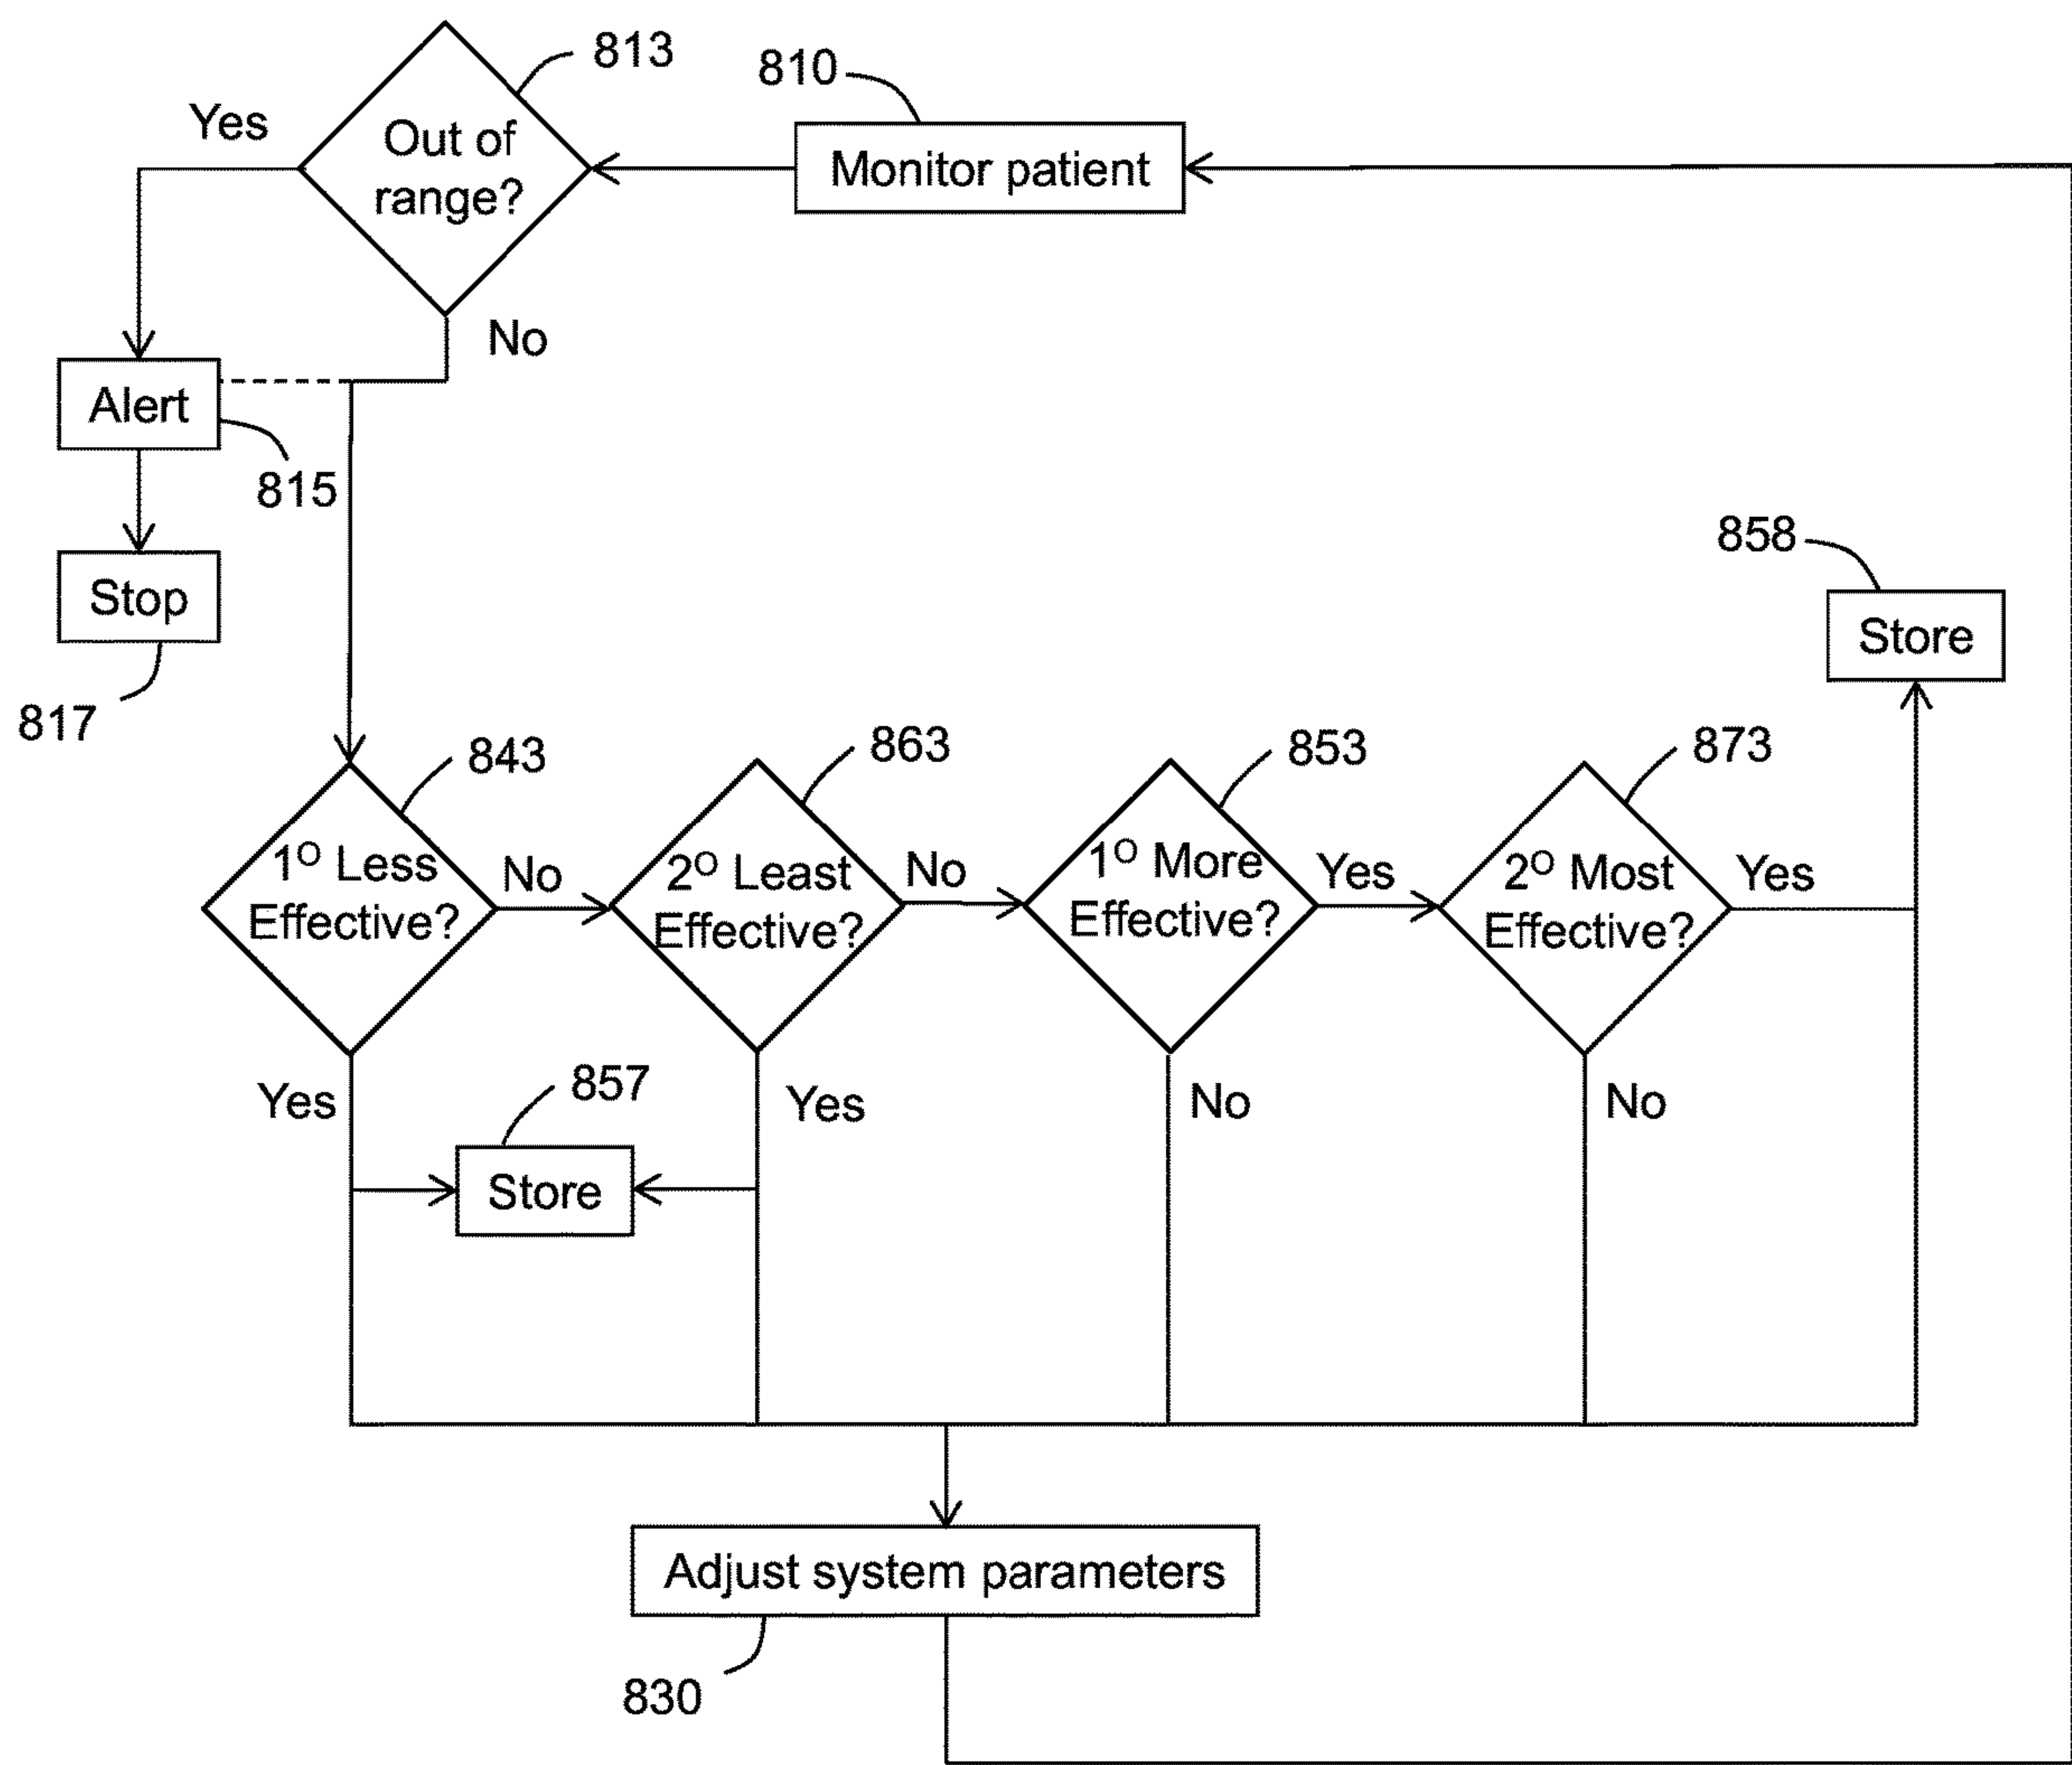 813
810
Yes
Out of
range?
Monitor patient
No
Alert
815
858
Stop
Store
817
843
863
853
873
1O Less
Effective?
No
2O Least
Effective?
No
1O More
Effective?
Yes
2O Most
Effective?
Yes
857
Yes
Yes
No
No
Store
Adjust system parameters
830